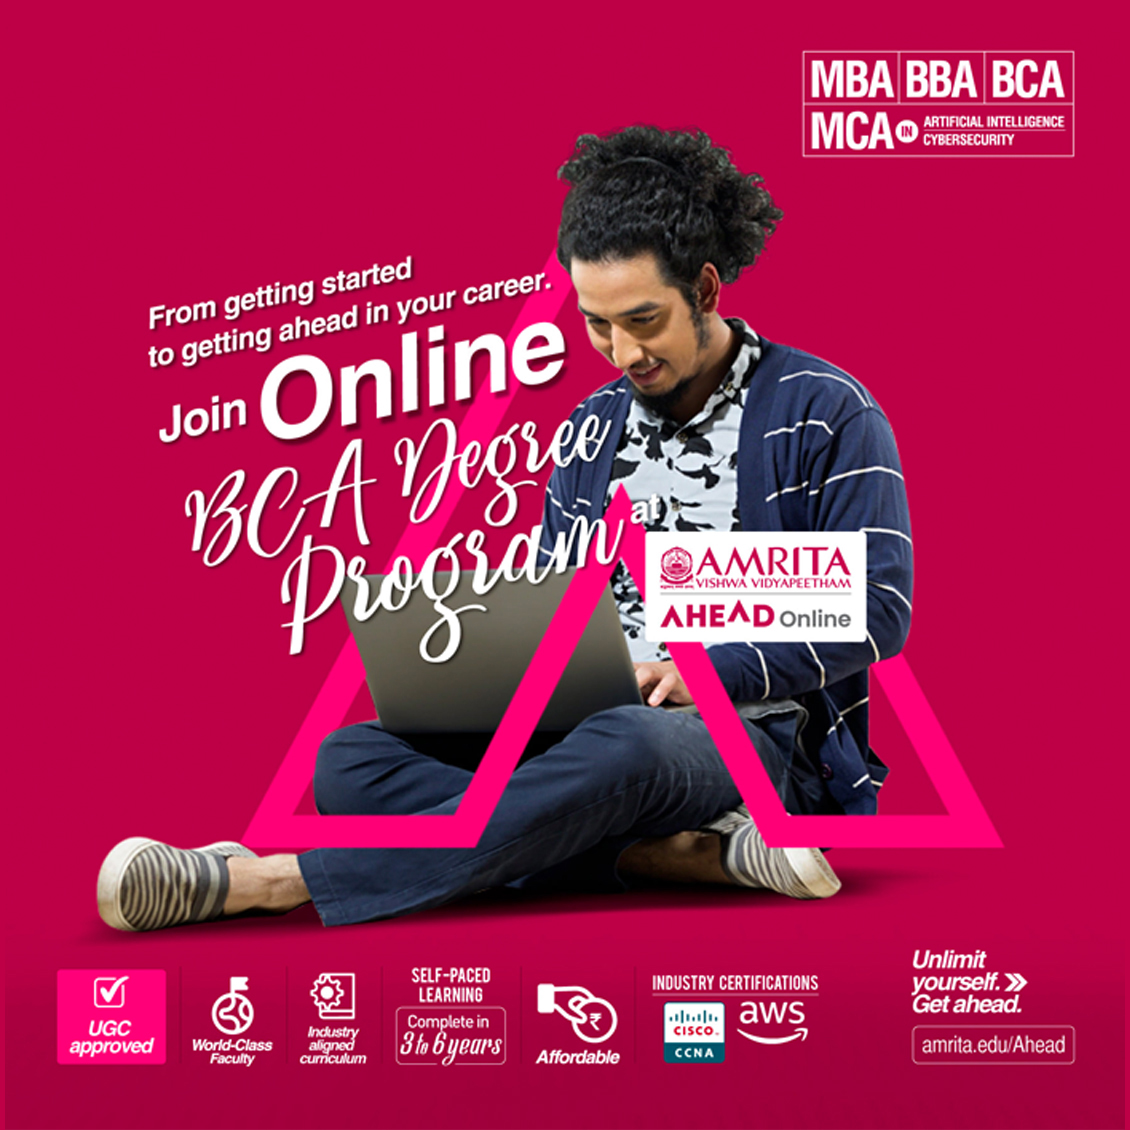 MBA BBA BCA
MCA IN ARTIFICIAL INTELLIGENCE
CYBERSECURITY
From getting started
to getting ahead in your career.
Join Online
BCA Degree
Program at
AMRITA
VISHWA VIDYAPEETHAM
AHEAD Online
UGC
approved
World-Class
Faculty
Industry
aligned
curriculum
SELF-PACED
LEARNING
Complete in
3 to 6 years
₹
Affordable
INDUSTRY CERTIFICATIONS
CISCO
CCNA
aws
Unlimit
yourself.
Get ahead.
amrita.edu/Ahead